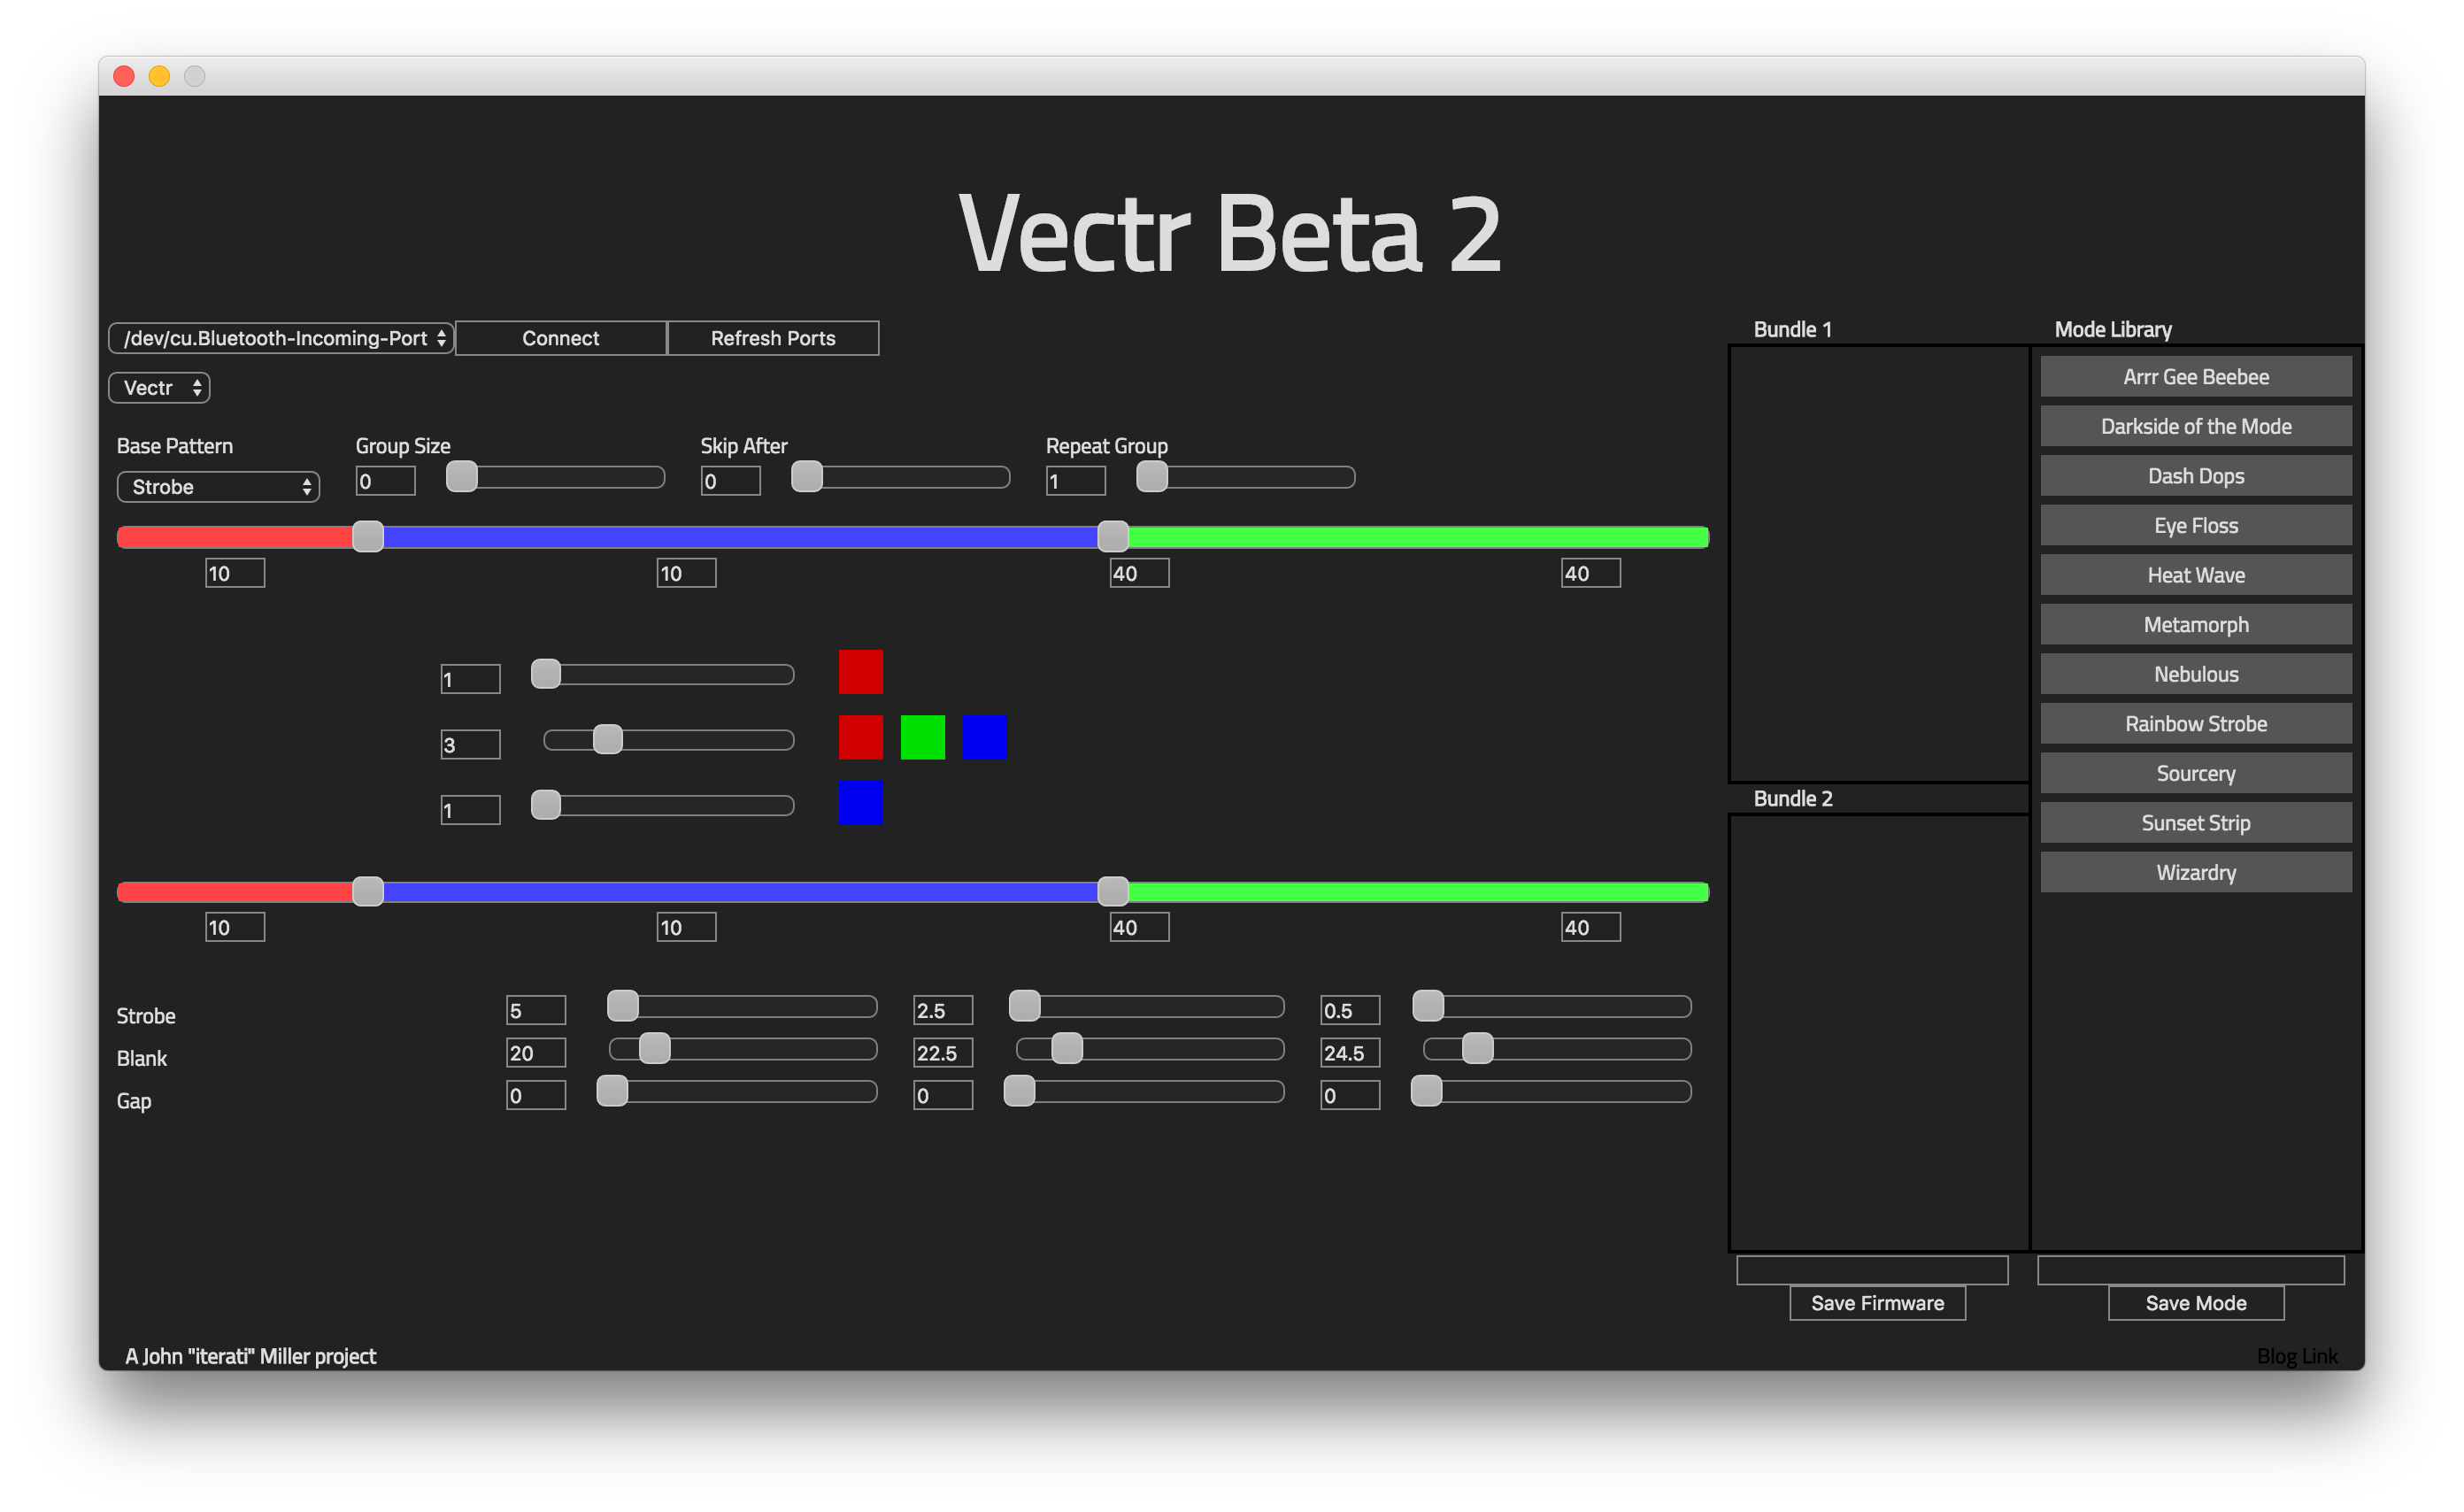 Vectr Beta 2
/dev/cu.Bluetooth-Incoming-Port
Connect
Refresh Ports
Vectr
Base Pattern
Group Size
Skip After
Repeat Group
Strobe
0
0
1
10
10
40
40
1
3
1
10
10
40
40
Strobe
5
2.5
0.5
Blank
20
22.5
24.5
Gap
0
0
0
Bundle 1
Bundle 2
Save Firmware
Mode Library
Arrr Gee Beebee
Darkside of the Mode
Dash Dops
Eye Floss
Heat Wave
Metamorph
Nebulous
Rainbow Strobe
Sourcery
Sunset Strip
Wizardry
Save Mode
A John "iterati" Miller project
Blog Link